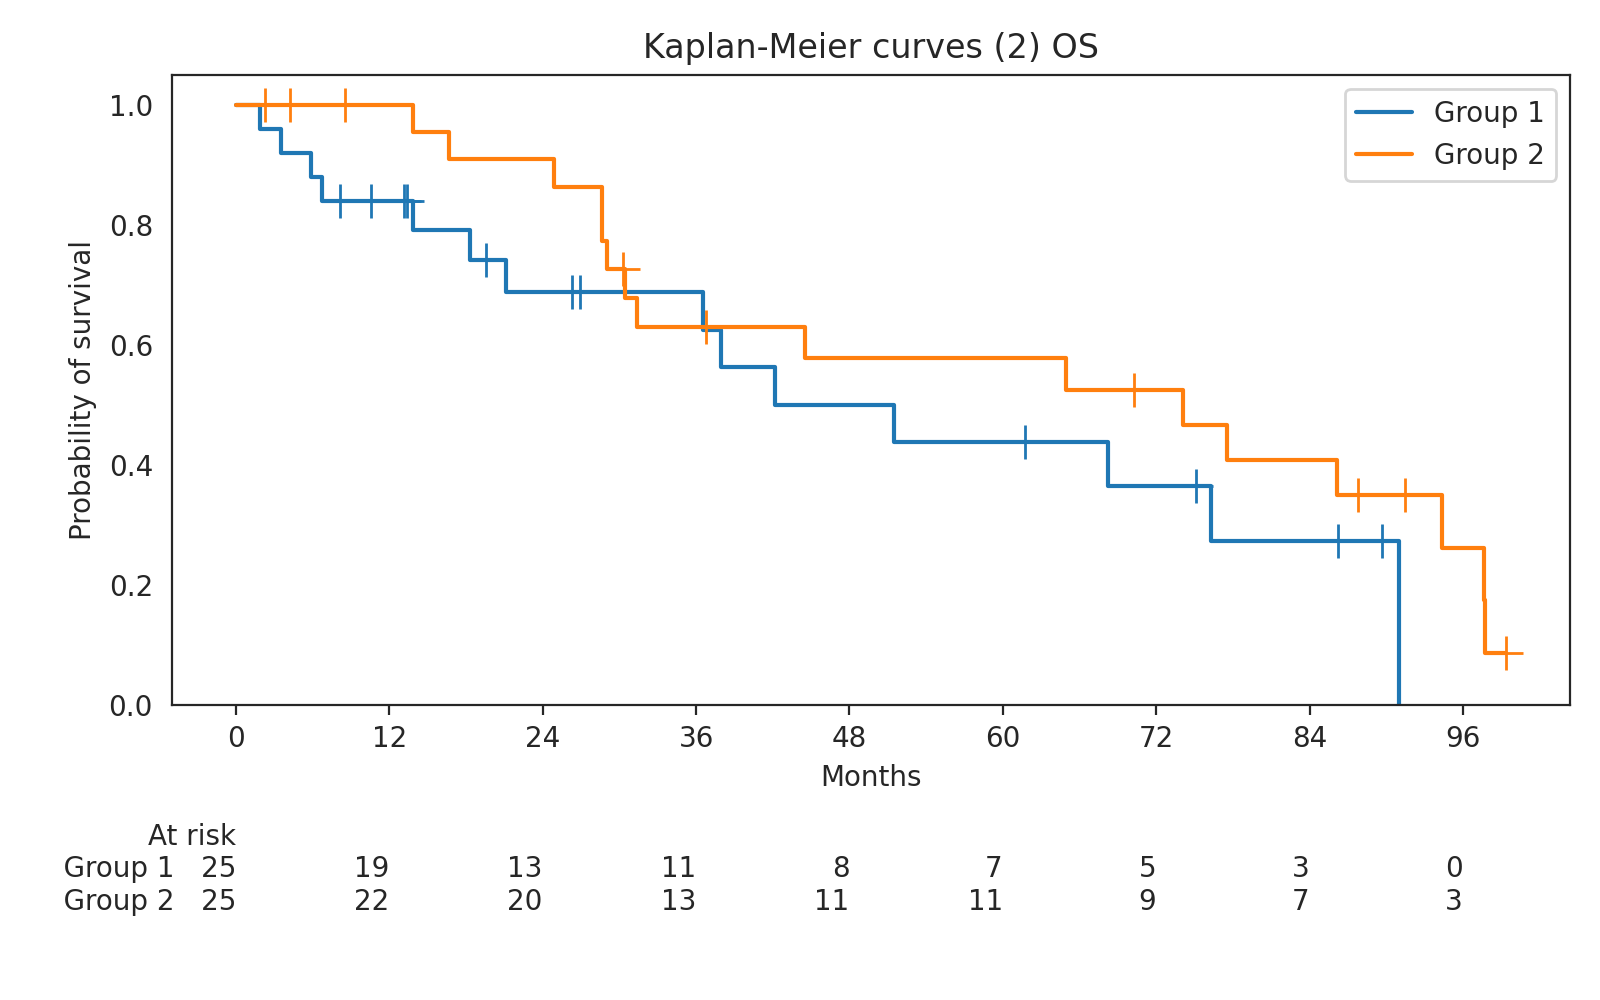 Kaplan-Meier curves (2) OS
Group 1
Group 2
Probability of survival
1.0
0.8
0.6
0.4
0.2
0.0
0 12 24 36 48 60 72 84 96
Months
At risk
Group 1 25 19 13 11 8 7 5 3 0
Group 2 25 22 20 13 11 11 9 7 3